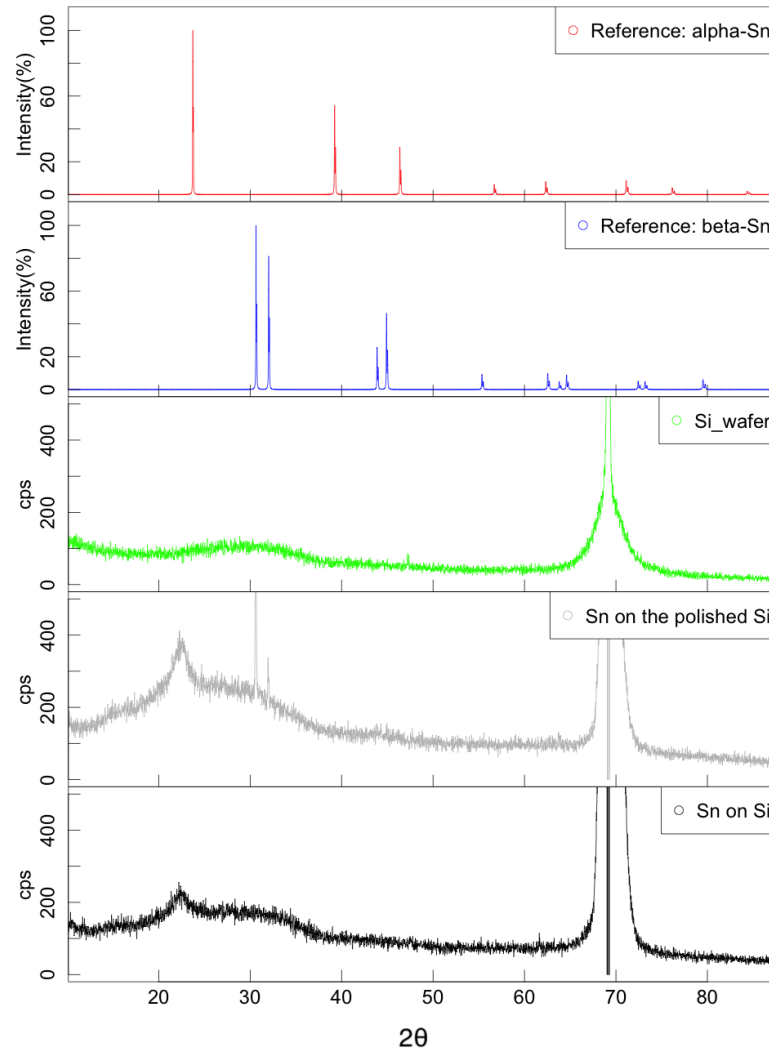 Reference: alpha-Sn
Intensity(%)
0 20 60 100
Reference: beta-Sn
Intensity(%)
0 20 60 100
Si_wafer
cps
0 200 400
Sn on the polished Si
cps
0 200 400
Sn on Si
cps
0 200 400
20 30 40 50 60 70 80
2θ